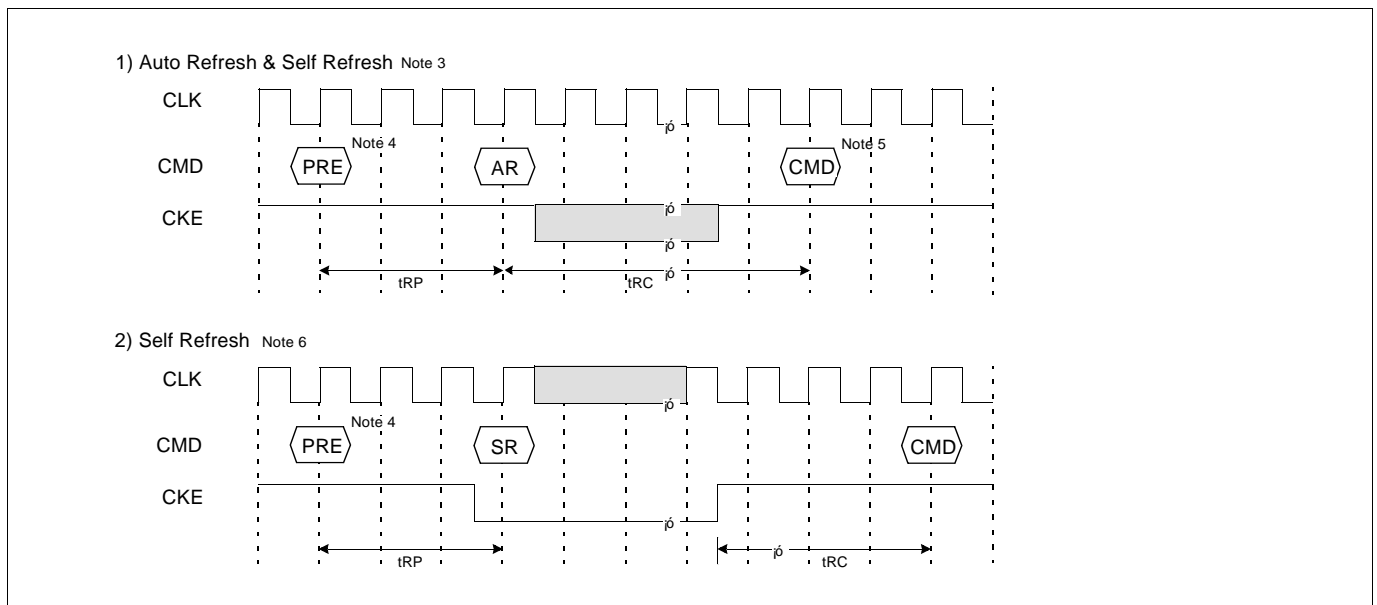 1) Auto Refresh & Self Refresh Note 3
CLK
¡ó
CMD
PRE
Note 4
AR
CMD
Note 5
CKE
¡ó
¡ó
tRP
tRC
¡ó
2) Self Refresh Note 6
CLK
¡ó
CMD
PRE
Note 4
SR
CMD
CKE
¡ó
tRP
¡ó
tRC